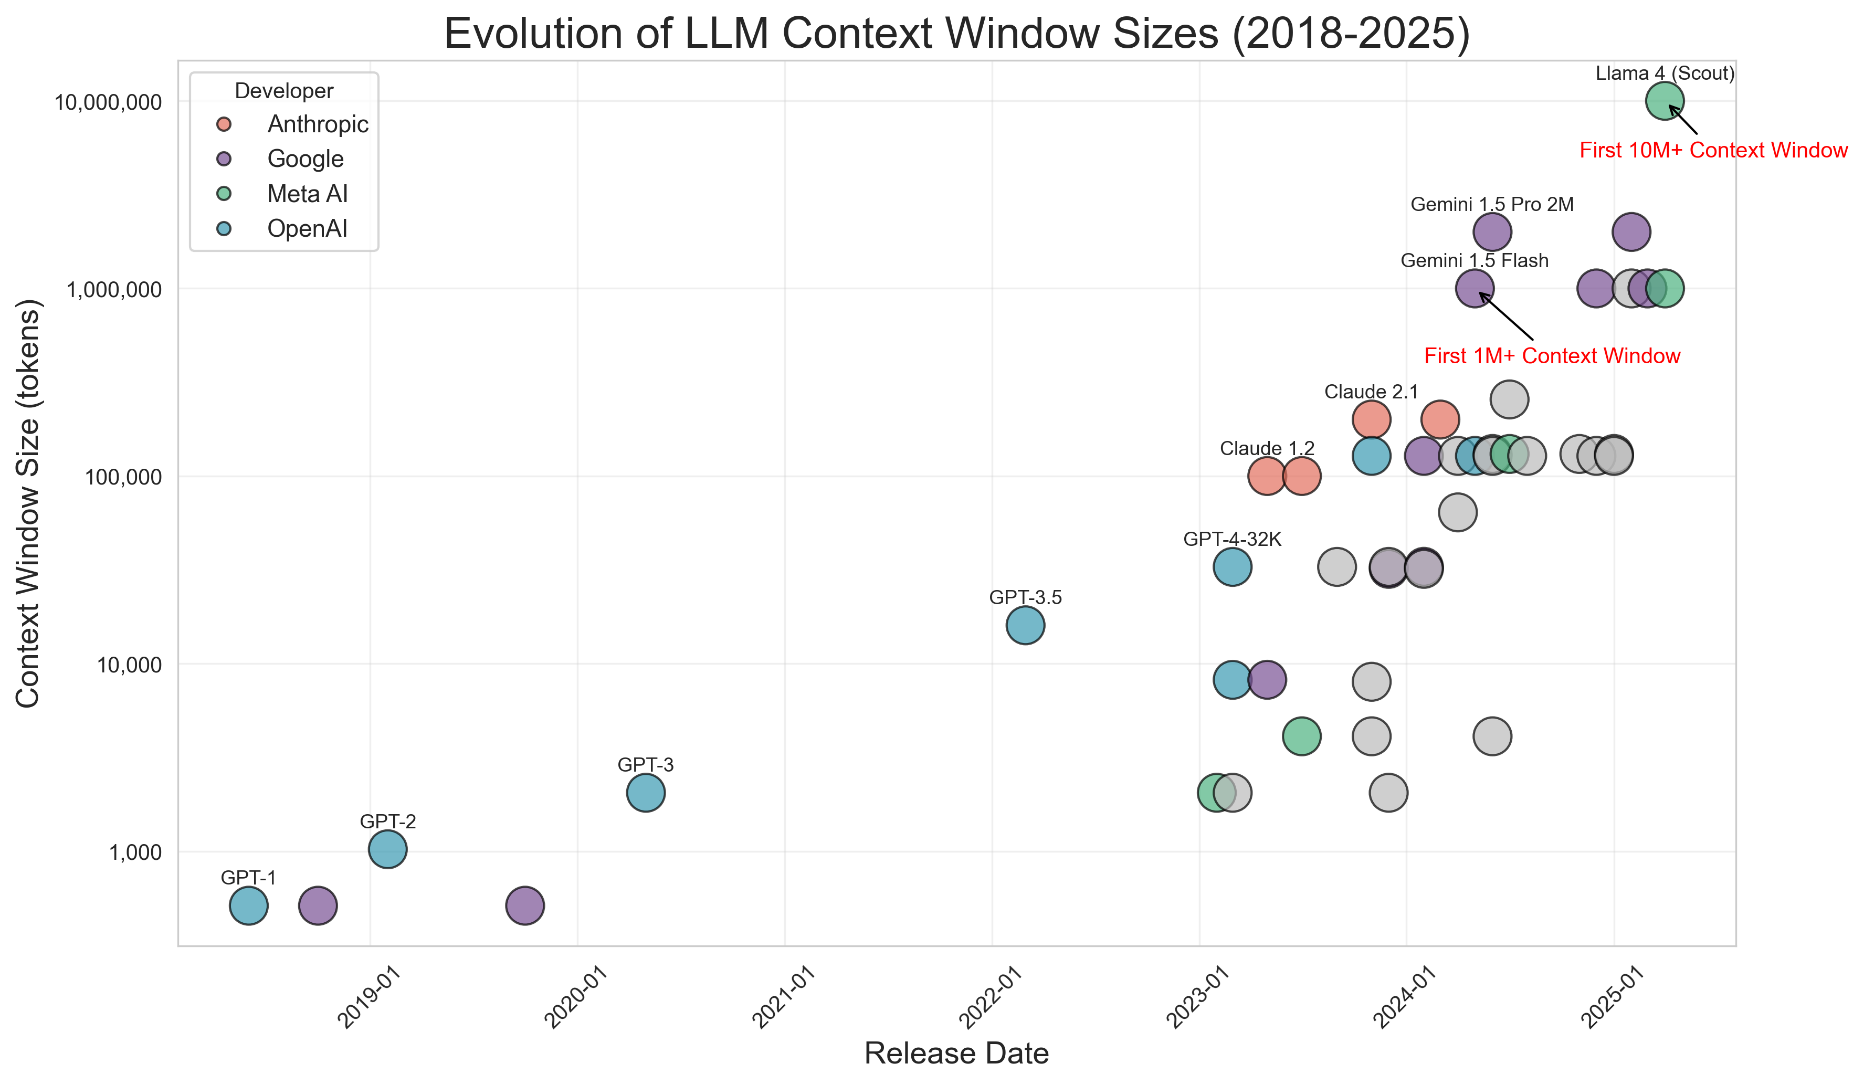 Evolution of LLM Context Window Sizes (2018-2025)
Developer
Anthropic
Google
Meta AI
OpenAI
Context Window Size (tokens)
10,000,000
1,000,000
100,000
10,000
1,000
Llama 4 (Scout)
First 10M+ Context Window
Gemini 1.5 Pro 2M
Gemini 1.5 Flash
First 1M+ Context Window
Claude 2.1
Claude 1.2
GPT-4-32K
GPT-3.5
GPT-3
GPT-2
GPT-1
2019-01
2020-01
2021-01
2022-01
2023-01
2024-01
2025-01
Release Date